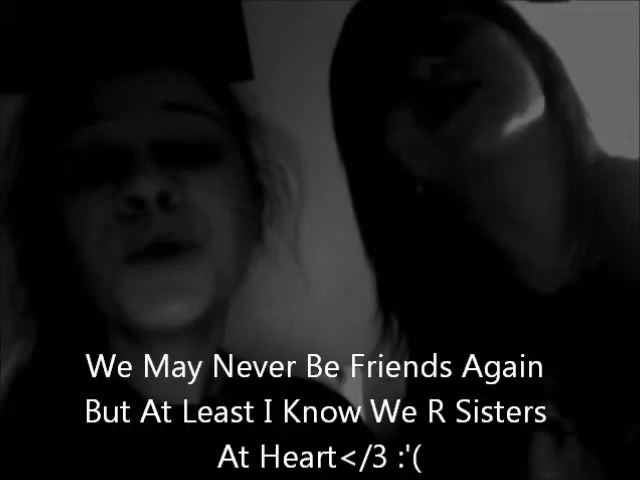 We May Never Be Friends Again
But At Least I Know We R Sisters
At Heart</3 :'(